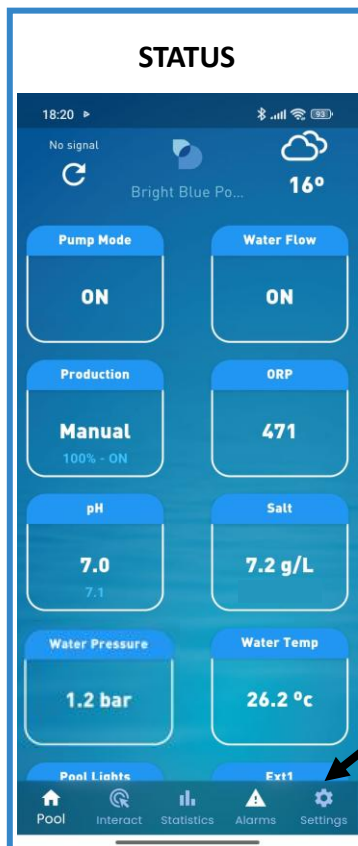 STATUS
18:20
93
No signal
Bright Blue Po...
16°
Pump Mode
ON
Water Flow
ON
Production
Manual
100% - ON
ORP
471
pH
7.0
7.1
Salt
7.2 g/L
Water Pressure
1.2 bar
Water Temp
26.2 ºc
Pool Lights
Ext1
Pool
Interact
Statistics
Alarms
Settings